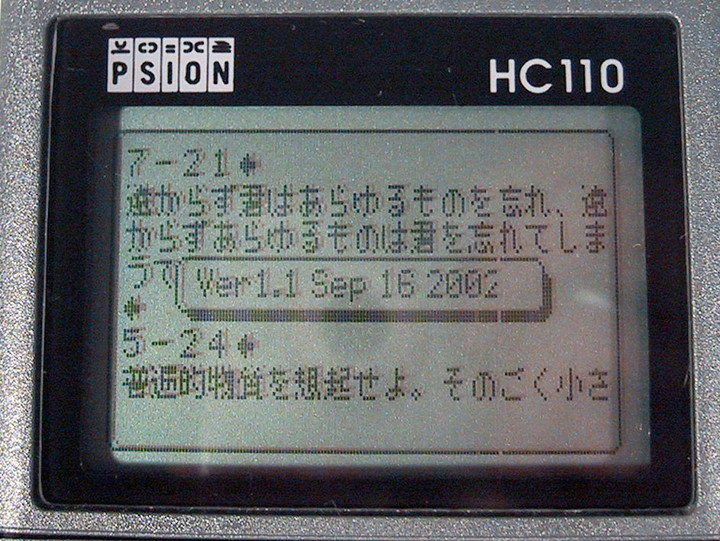 PSION
HC110
7-21
遠からず君はあらゆるものを忘れ、遠
からずあらゆるものは君を忘れてしま
うで
Ver1.1 Sep 16 2002
5-24
普遍的物質を想起せよ。そのごく小さ